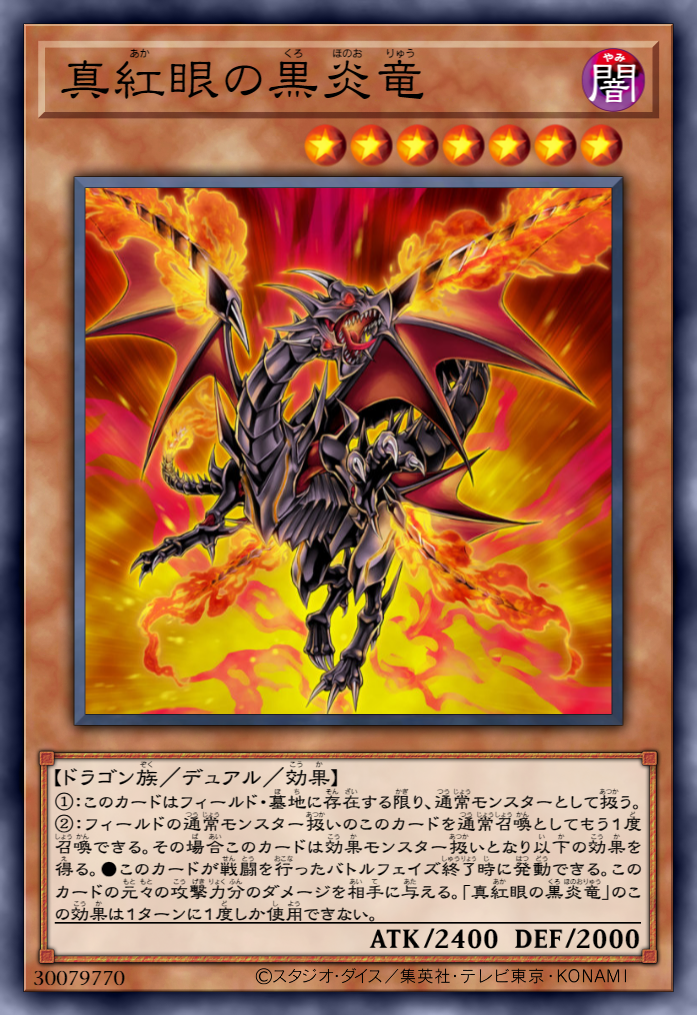 真紅眼の黒炎竜
闇
【ドラゴン族／デュアル／効果】
①：このカードはフィールド・墓地に存在する限り、通常モンスターとして扱う。
②：フィールドの通常モンスター扱いのこのカードを通常召喚としてもう1度
召喚できる。その場合このカードは効果モンスター扱いとなり以下の効果を
得る。●このカードが戦闘を行ったバトルフェイズ終了時に発動できる。この
カードの元々の攻撃力分のダメージを相手に与える。「真紅眼の黒炎竜」のこ
の効果は1ターンに1度しか使用できない。
ATK/2400 DEF/2000
30079770 ©スタジオ・ダイス／集英社・テレビ東京・KONAMI